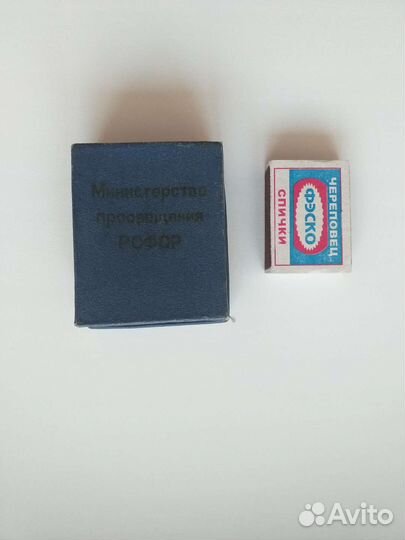 Министерство
просвещения
РСФСР
ЧЕРЕПОВЕЦ
ФЭСКО
СПИЧКИ
Avito